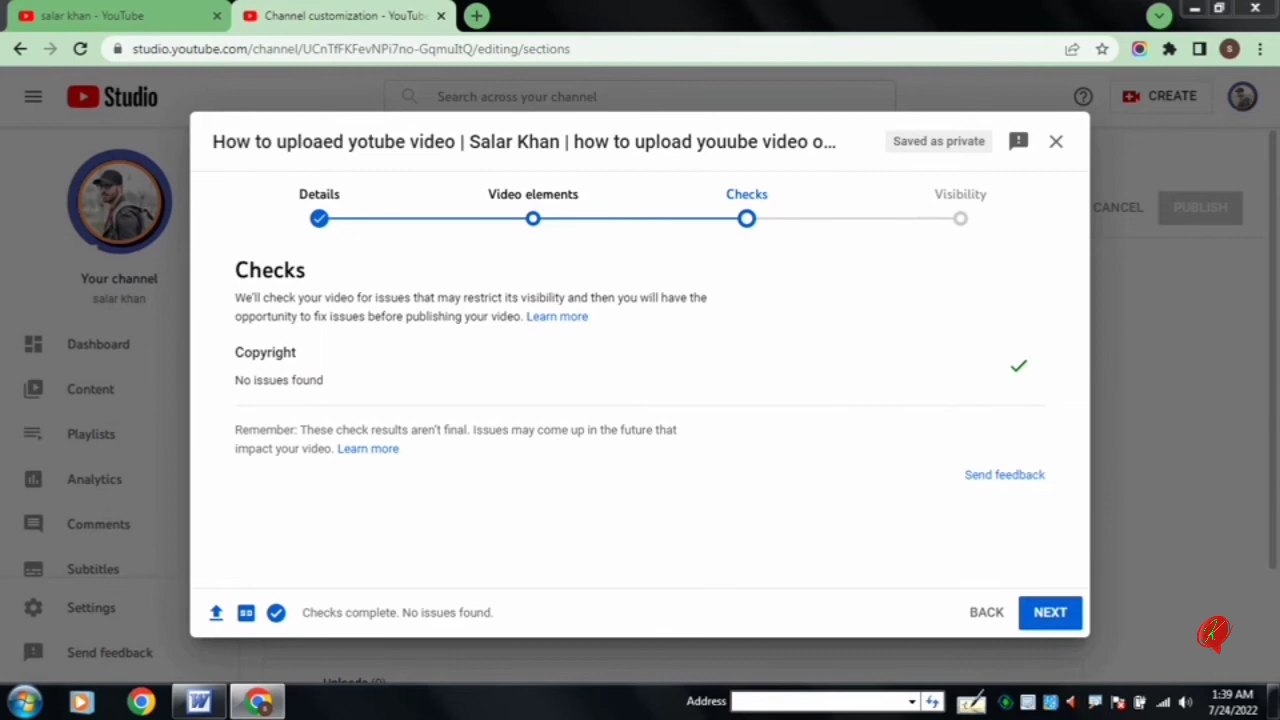 salar khan - YouTube
Channel customization - YouTube
studio.youtube.com/channel/UCnTfFKFevNPi7no-GqmuItQ/editing/sections
S
Studio
Search across your channel
CREATE
How to uploaed yotube video | Salar Khan | how to upload youube video o...
Saved as private
Details
Video elements
Checks
Visibility
CANCEL
PUBLISH
Your channel
salar khan
Dashboard
Content
Playlists
Analytics
Comments
Subtitles
Settings
Send feedback
Checks
We'll check your video for issues that may restrict its visibility and then you will have the
opportunity to fix issues before publishing your video. Learn more
Copyright
No issues found
Remember: These check results aren't final. Issues may come up in the future that
impact your video. Learn more
Send feedback
SD
Checks complete. No issues found.
BACK
NEXT
Uploads (0)
Address
1:39 AM
7/24/2022